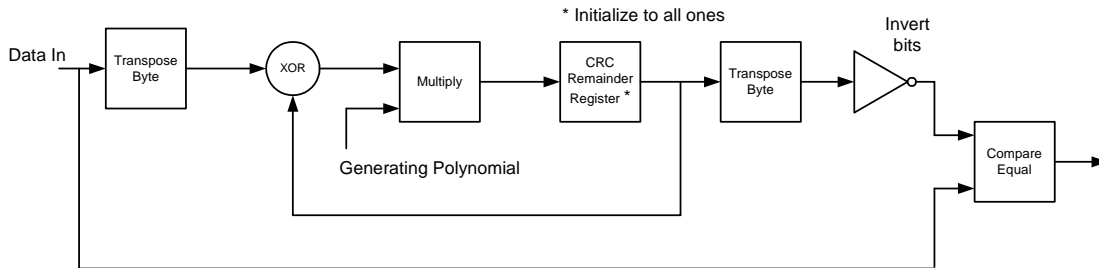 * Initialize to all ones
Invert
bits
Data In
Transpose
Byte
XOR
Multiply
CRC
Remainder
Register *
Transpose
Byte
Generating Polynomial
Compare
Equal